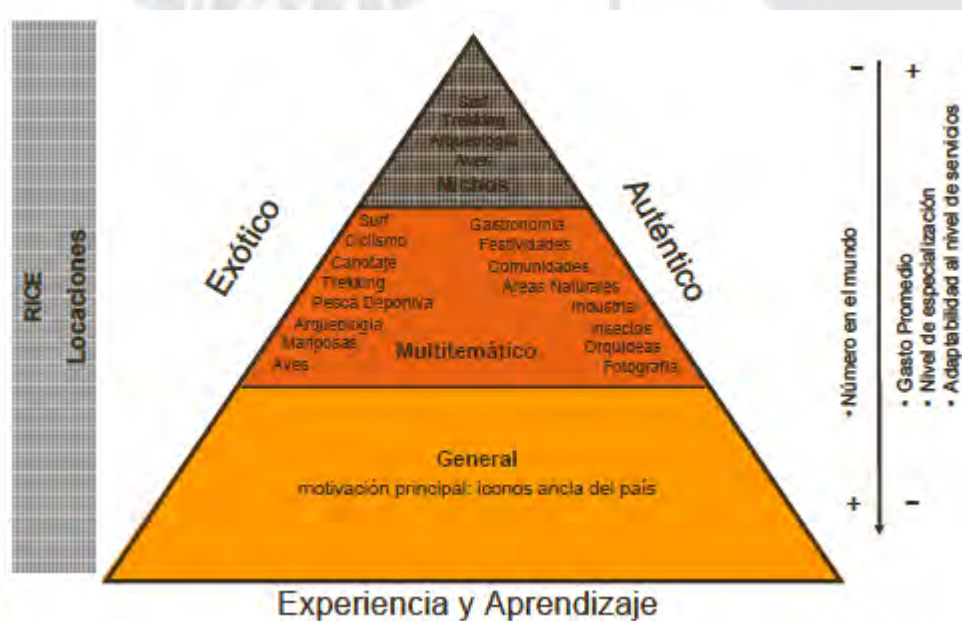 RICE
Locaciones
Exótico
Auténtico
Surf
Trekking
Arqueología
Aves
Nichos
Surf
Ciclismo
Canotaje
Trekking
Pesca Deportiva
Arqueología
Mariposas
Aves
Gastronomía
Festividades
Comunidades
Áreas Naturales
Industrial
Insectos
Orquídeas
Fotografía
Multitemático
General
motivación principal: iconos ancla del país
Experiencia y Aprendizaje
-
+
• Número en el mundo
• Gasto Promedio
• Nivel de especialización
• Adaptabilidad al nivel de servicios
+
-